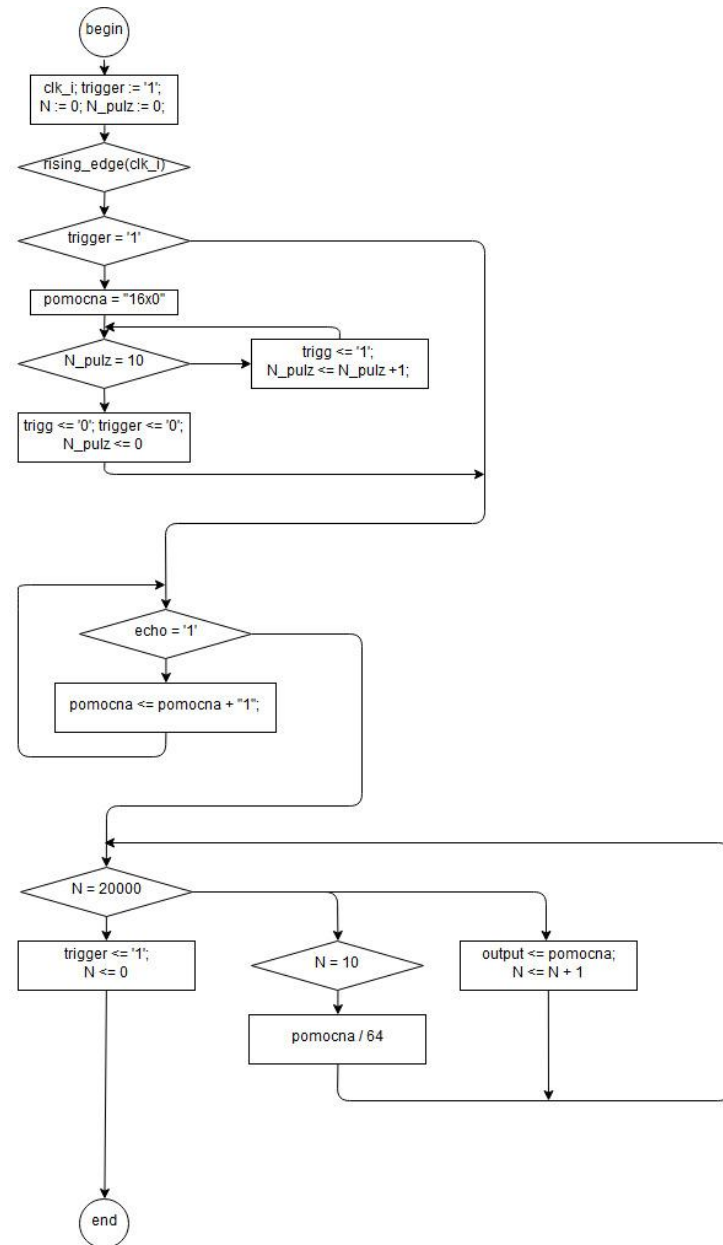 begin
clk_i; trigger := '1';
N := 0; N_pulz := 0;
rising_edge(clk_i)
trigger = '1'
pomocna = "16x0"
N_pulz = 10
trigg <= '1';
N_pulz <= N_pulz +1;
trigg <= '0'; trigger <= '0';
N_pulz <= 0
echo = '1'
pomocna <= pomocna + "1";
N = 20000
trigger <= '1';
N <= 0
N = 10
output <= pomocna;
N <= N + 1
pomocna / 64
end